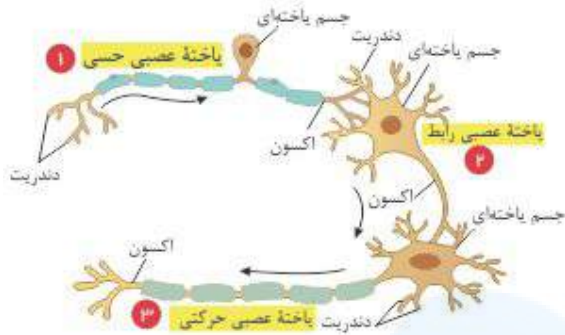 جسم یاخته‌ای
۱ یاختهٔ عصبی حسی
دندریت
جسم یاخته‌ای
دندریت
اکسون
یاختهٔ عصبی رابط
۲
اکسون
جسم یاخته‌ای
اکسون
۳ یاختهٔ عصبی حرکتی
دندریت